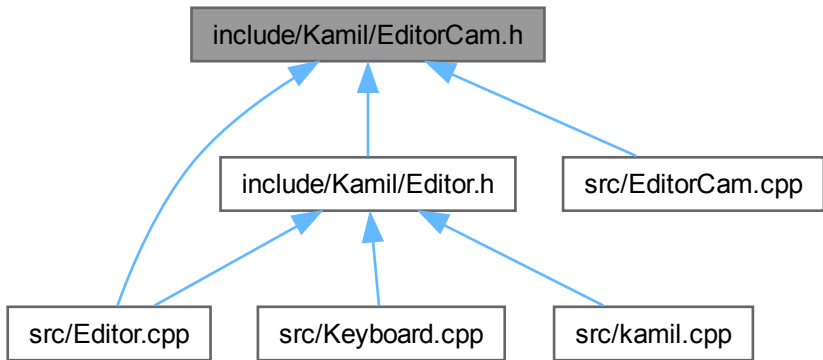 include/Kamil/EditorCam.h
include/Kamil/Editor.h
src/EditorCam.cpp
src/Editor.cpp
src/Keyboard.cpp
src/kamil.cpp